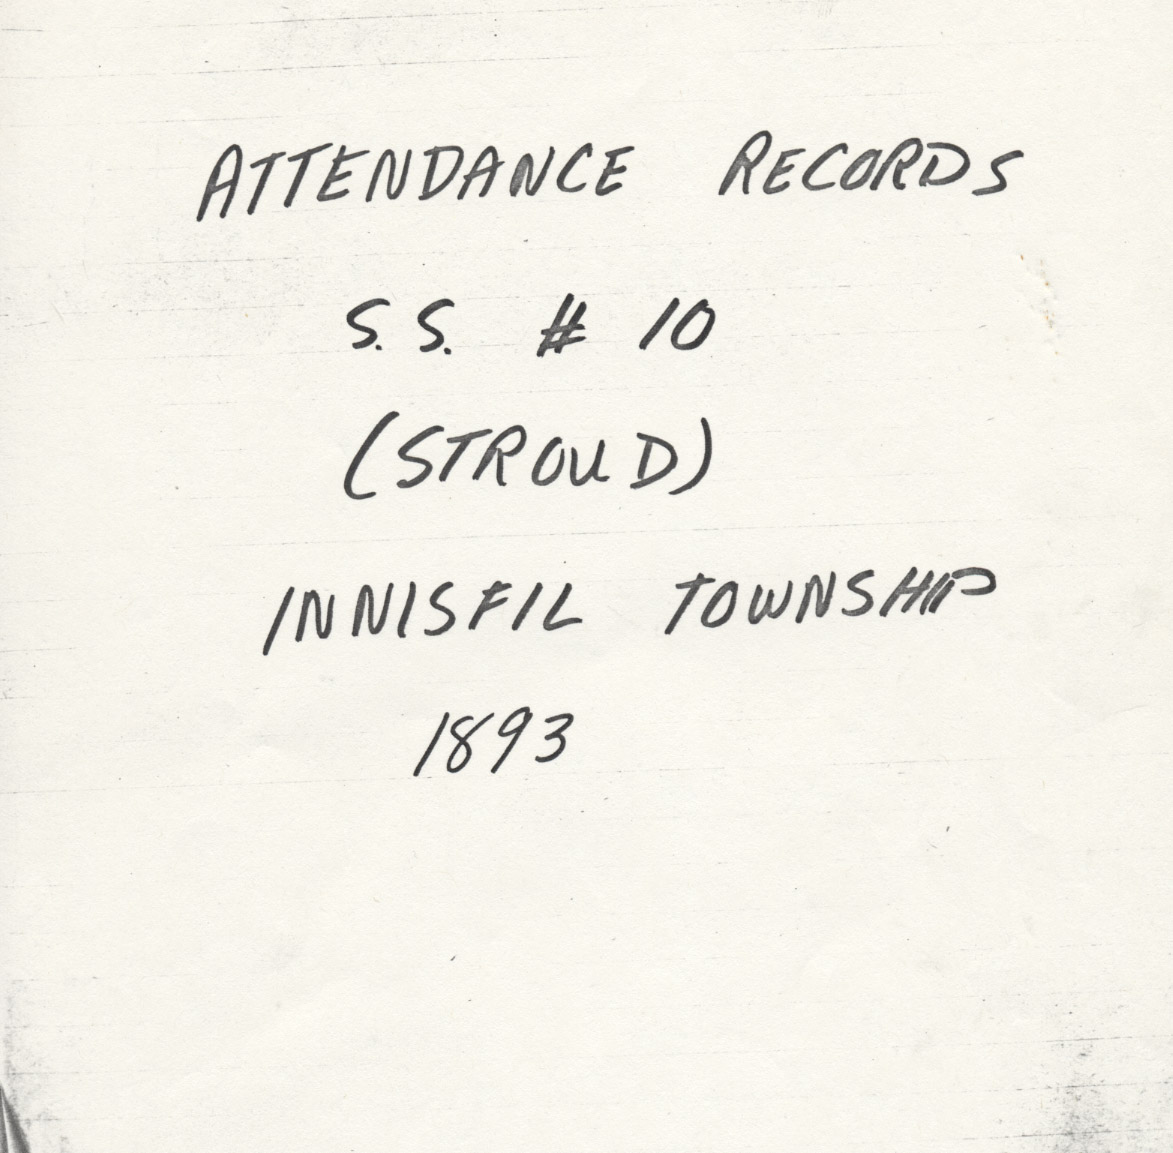 ATTENDANCE RECORDS
S.S. # 10
(STROUD)
INNISFIL TOWNSHIP
1893